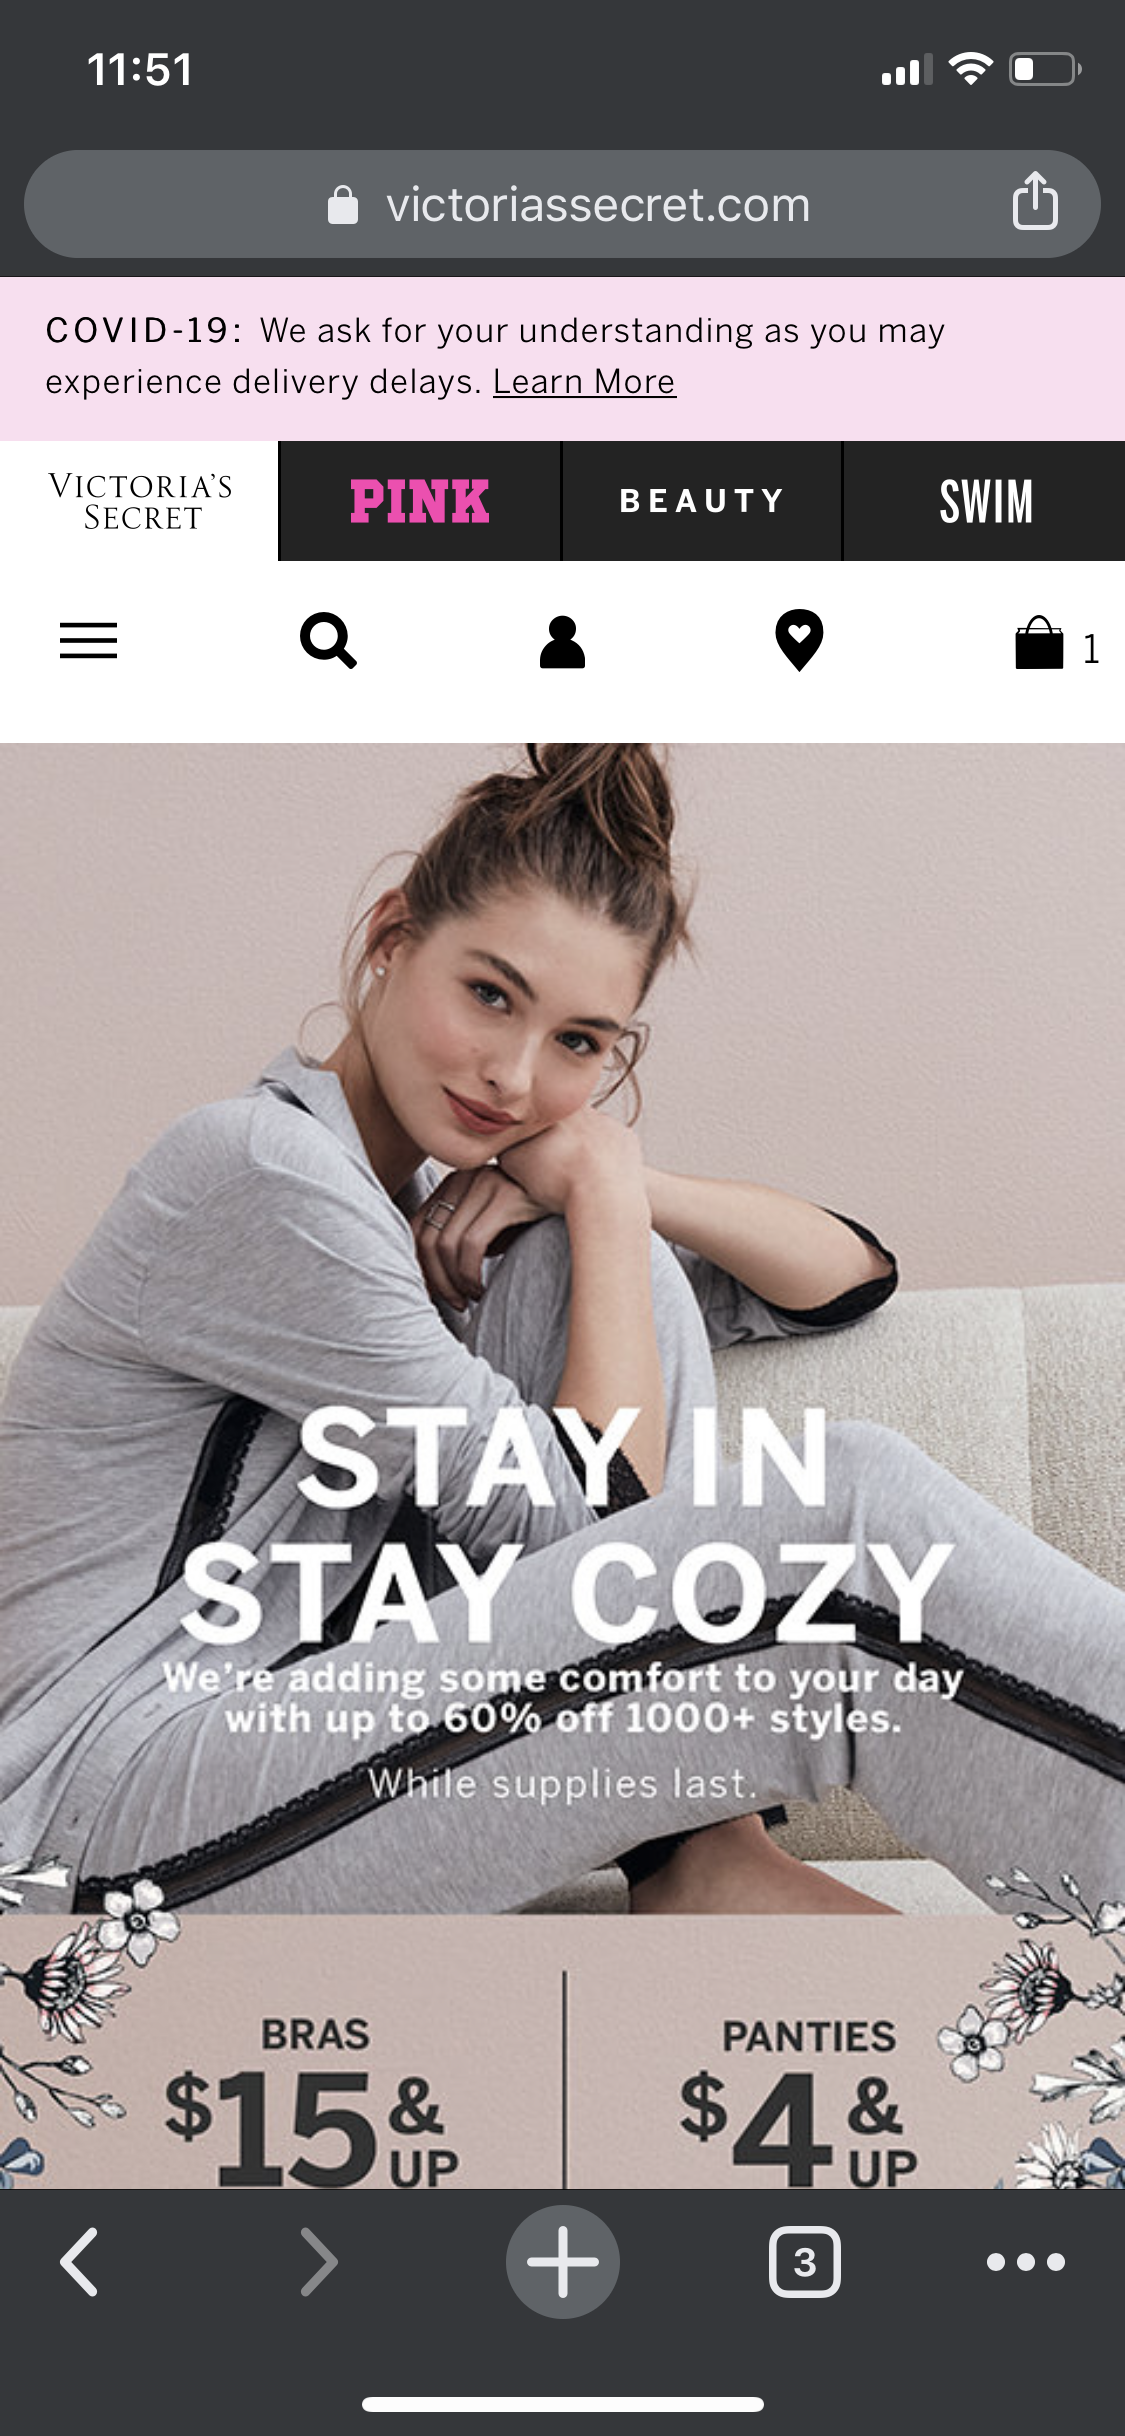 11:51
victoriassecret.com
COVID-19: We ask for your understanding as you may
experience delivery delays. Learn More
VICTORIA'S
SECRET
PINK
BEAUTY
SWIM
1
STAY IN
STAY COZY
We're adding some comfort to your day
with up to 60% off 1000+ styles.
While supplies last.
BRAS
$15 & UP
PANTIES
$4 & UP
3